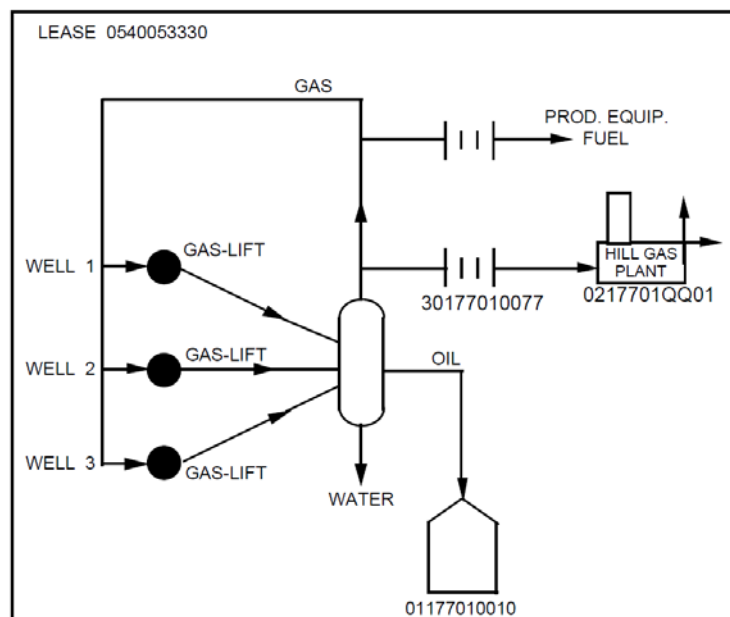 LEASE 0540053330
GAS
PROD. EQUIP.
FUEL
GAS-LIFT
WELL 1
HILL GAS
PLANT
30177010077
0217701QQ01
GAS-LIFT
OIL
WELL 2
WELL 3
GAS-LIFT
WATER
01177010010